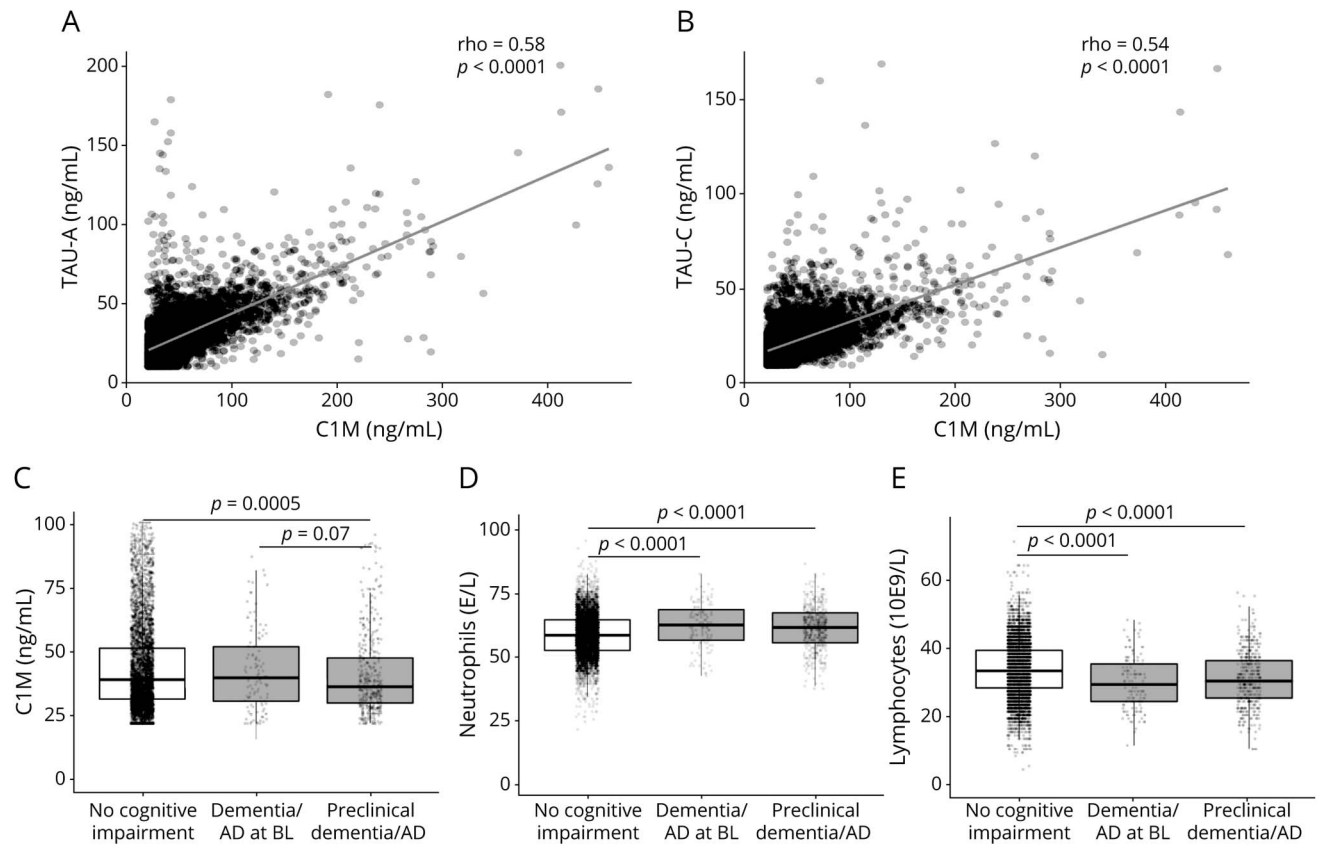 A
rho = 0.58
p < 0.0001
TAU-A (ng/mL)
200
150
100
50
0
0 100 200 300 400
C1M (ng/mL)
B
rho = 0.54
p < 0.0001
TAU-C (ng/mL)
150
100
50
0
0 100 200 300 400
C1M (ng/mL)
C
p = 0.0005
p = 0.07
C1M (ng/mL)
100
75
50
25
0
No cognitive
impairment
Dementia/
AD at BL
Preclinical
dementia/AD
D
p < 0.0001
p < 0.0001
Neutrophils (E/L)
100
75
50
25
0
No cognitive
impairment
Dementia/
AD at BL
Preclinical
dementia/AD
E
p < 0.0001
p < 0.0001
Lymphocytes (10E9/L)
60
40
20
0
No cognitive
impairment
Dementia/
AD at BL
Preclinical
dementia/AD